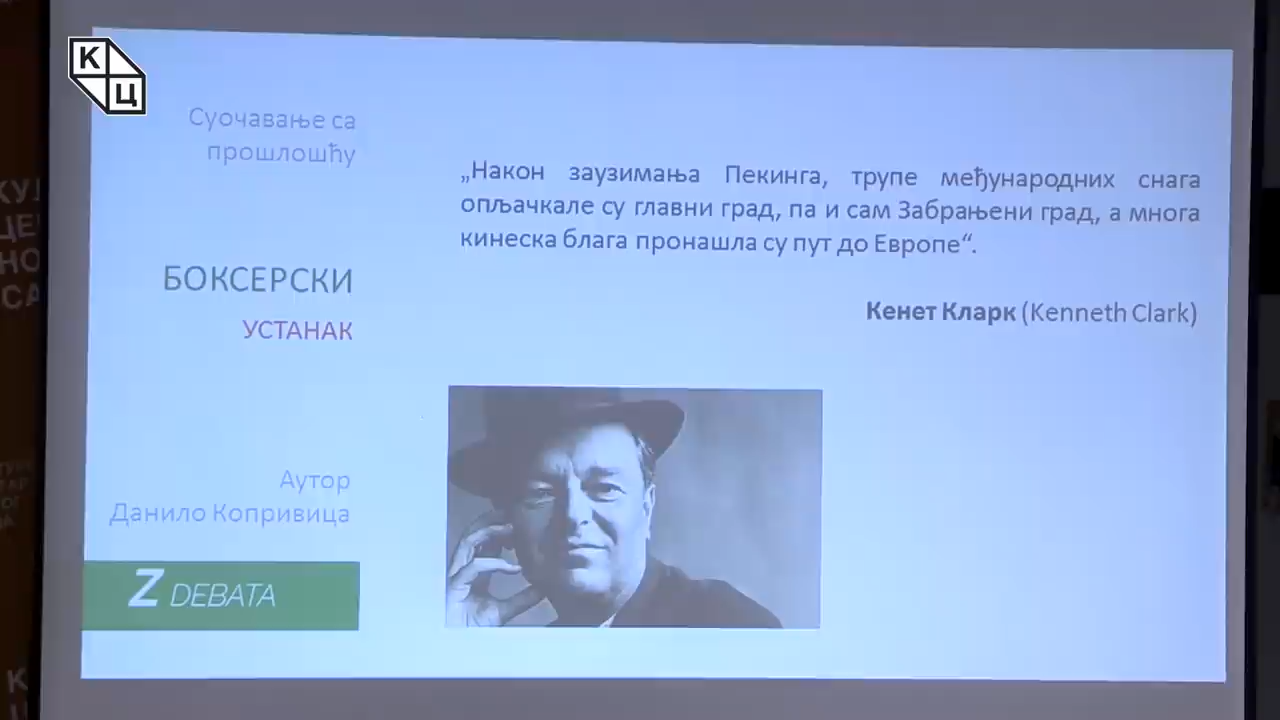 К
Ц
Суочавање са
прошлошћу
БОКСЕРСКИ
УСТАНАК
Аутор
Данило Копривица
Z DEBATA
„Након заузимања Пекинга, трупе међународних снага
опљачкале су главни град, па и сам Забрањени град, а многа
кинеска блага пронашла су пут до Европе“.
Кенет Кларк (Kenneth Clark)